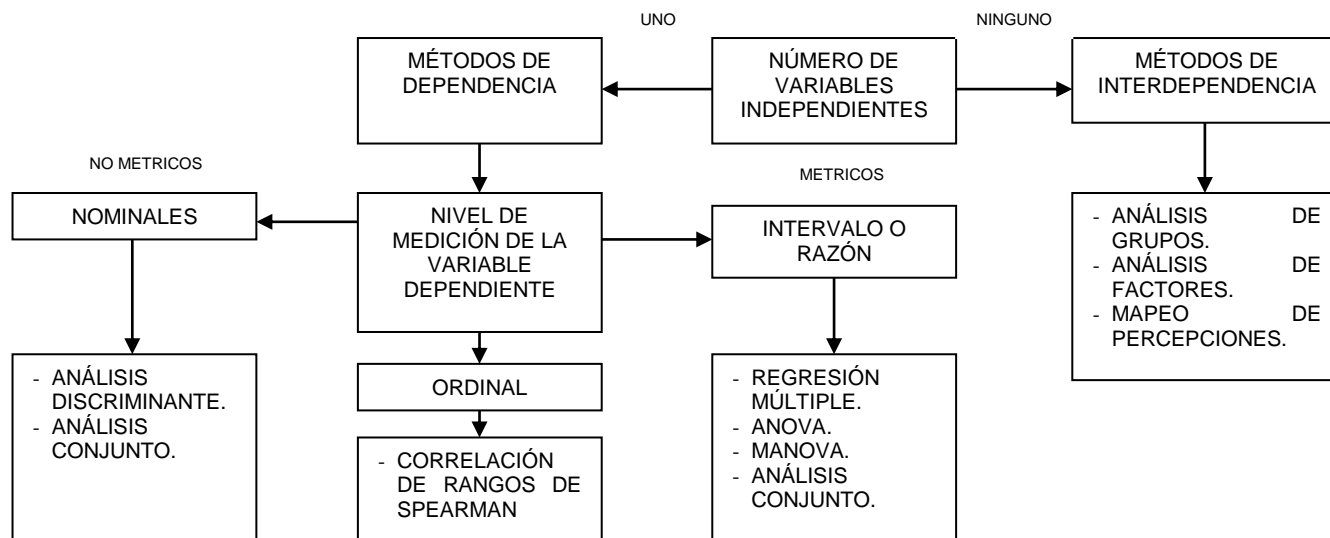 UNO
NINGUNO
MÉTODOS DE
DEPENDENCIA
NÚMERO DE
VARIABLES
INDEPENDIENTES
MÉTODOS DE
INTERDEPENDENCIA
NO METRICOS
METRICOS
NOMINALES
NIVEL DE
MEDICIÓN DE LA
VARIABLE
DEPENDIENTE
INTERVALO O
RAZÓN
- ANÁLISIS DE
GRUPOS.
- ANÁLISIS DE
FACTORES.
- MAPEO DE
PERCEPCIONES.
- ANÁLISIS
DISCRIMINANTE.
- ANÁLISIS
CONJUNTO.
ORDINAL
- CORRELACIÓN
DE RANGOS DE
SPEARMAN
- REGRESIÓN
MÚLTIPLE.
- ANOVA.
- MANOVA.
- ANÁLISIS
CONJUNTO.